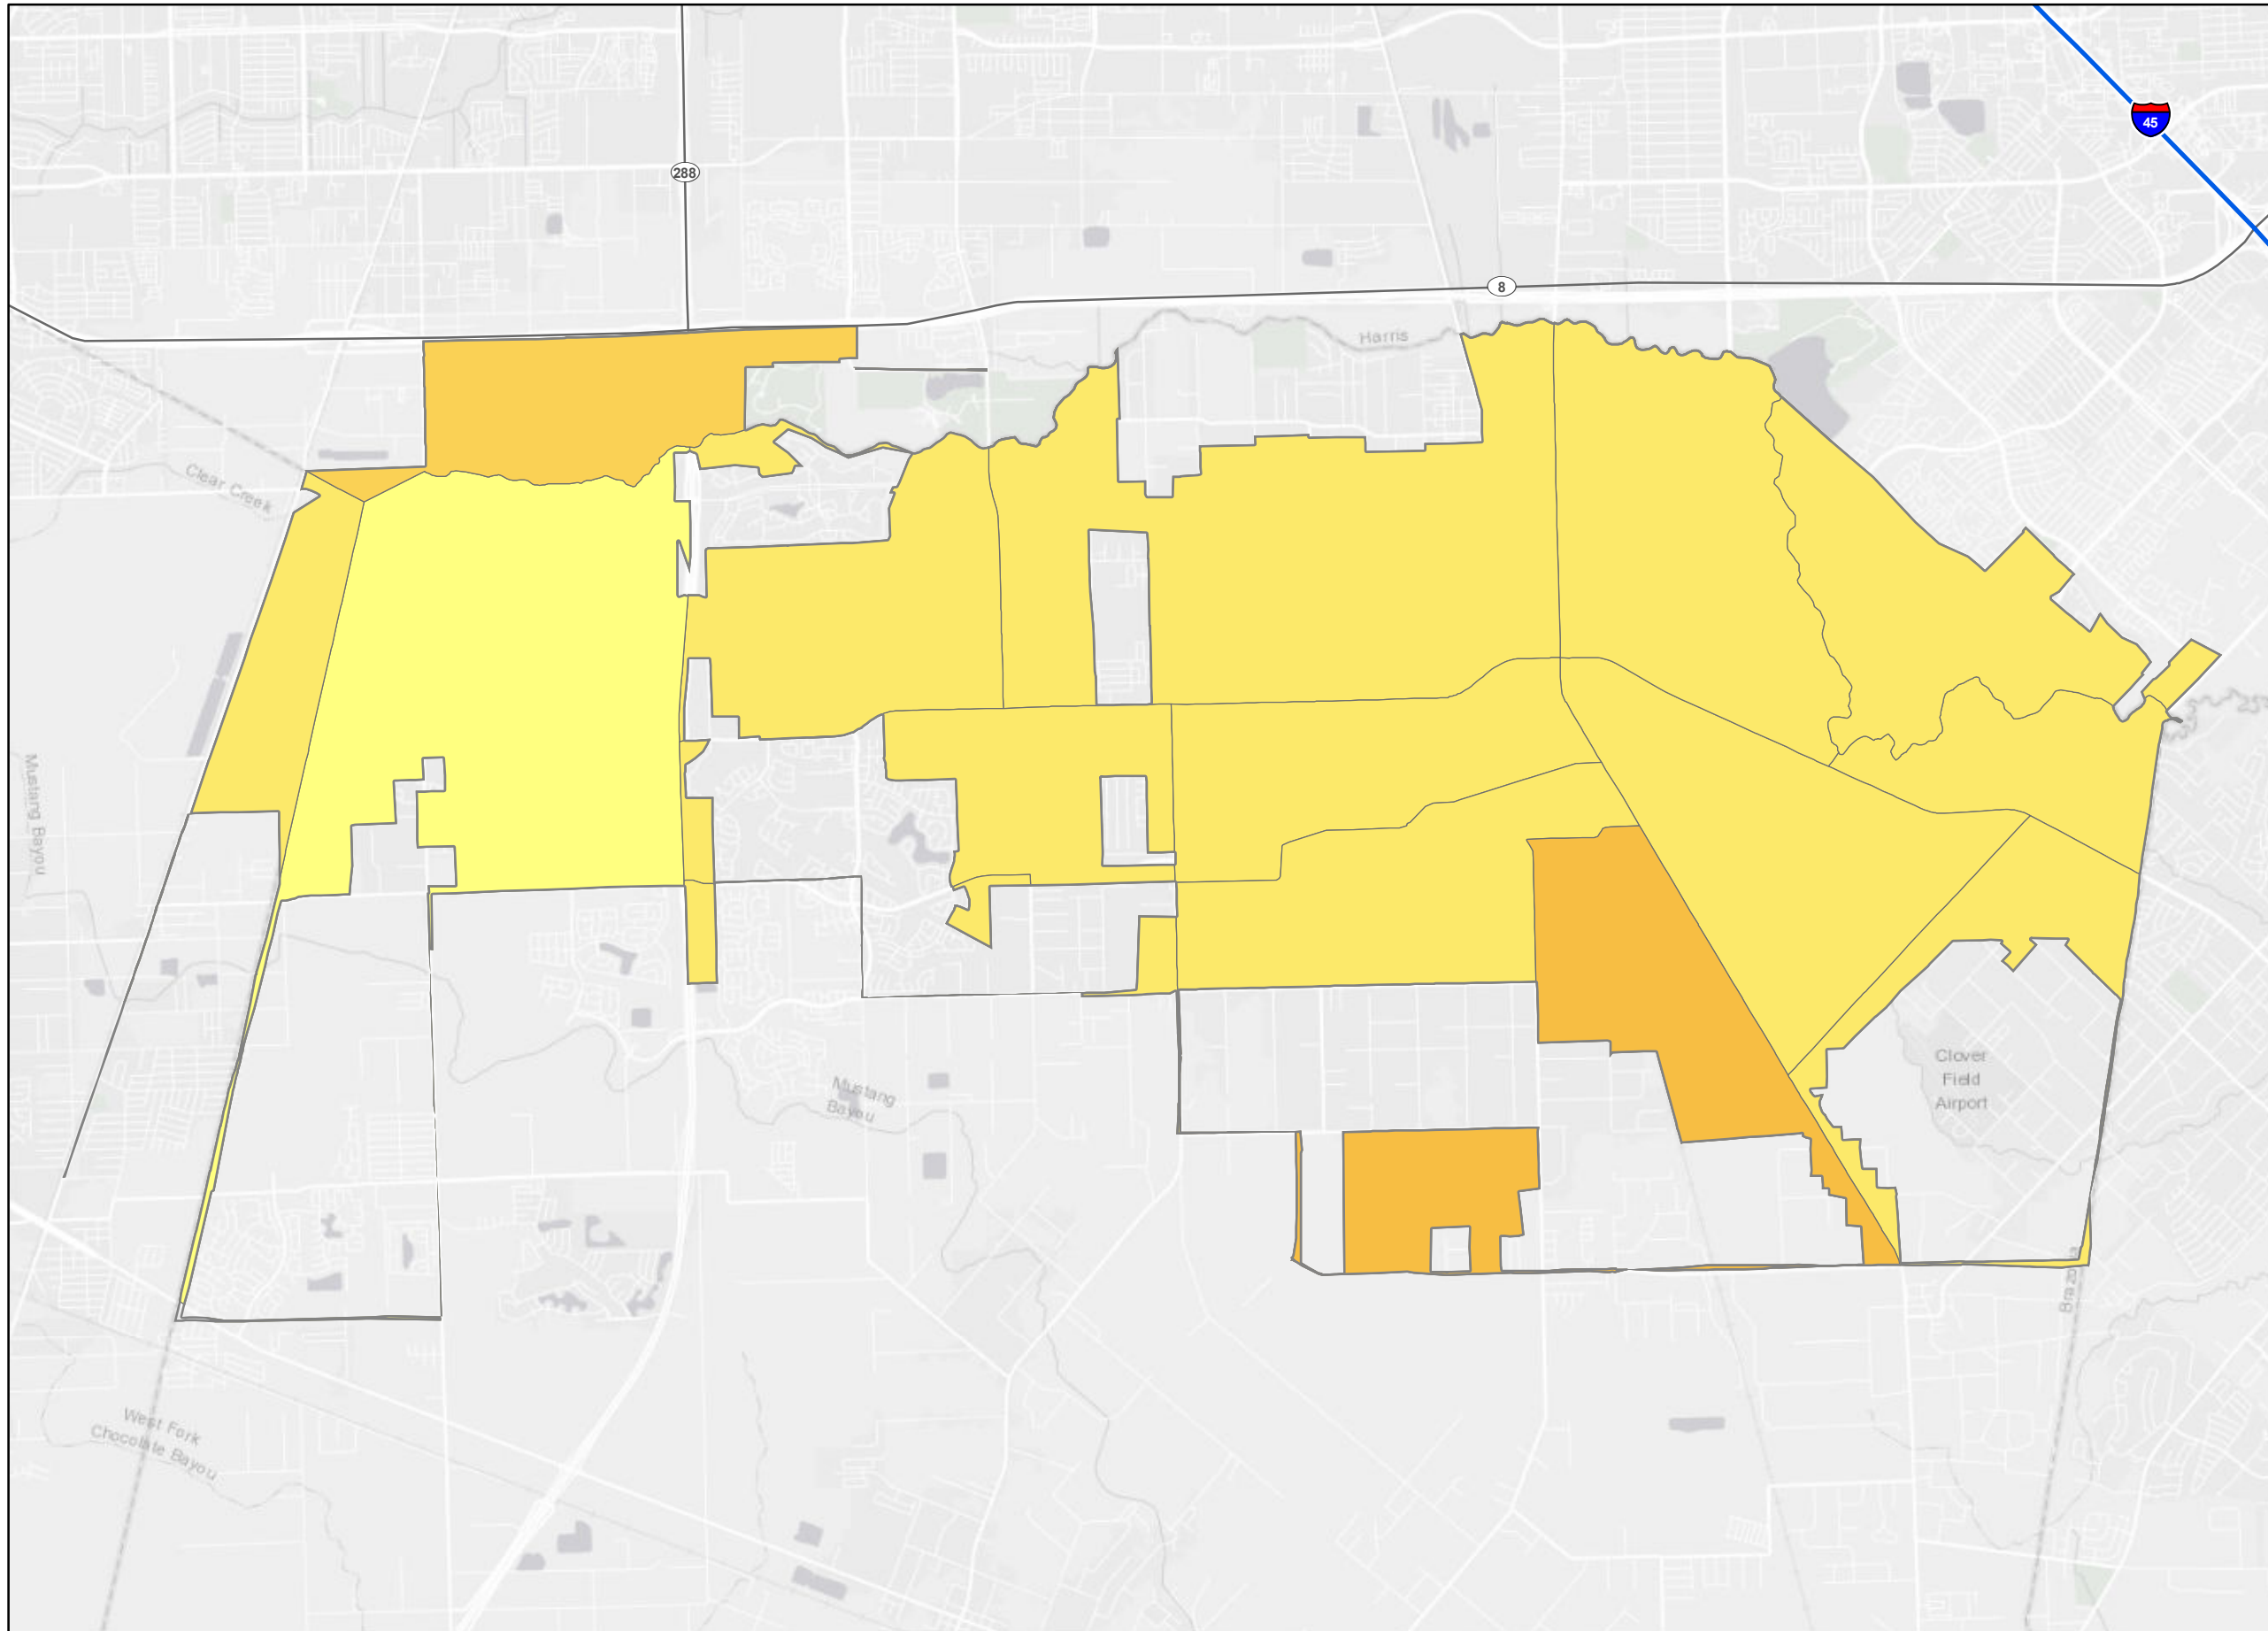 45
288
8
Harris
Clear Creek
Mustang Bayou
Clover
Field
Airport
Mustang
Bayou
West Fork
Chocolate Bayou